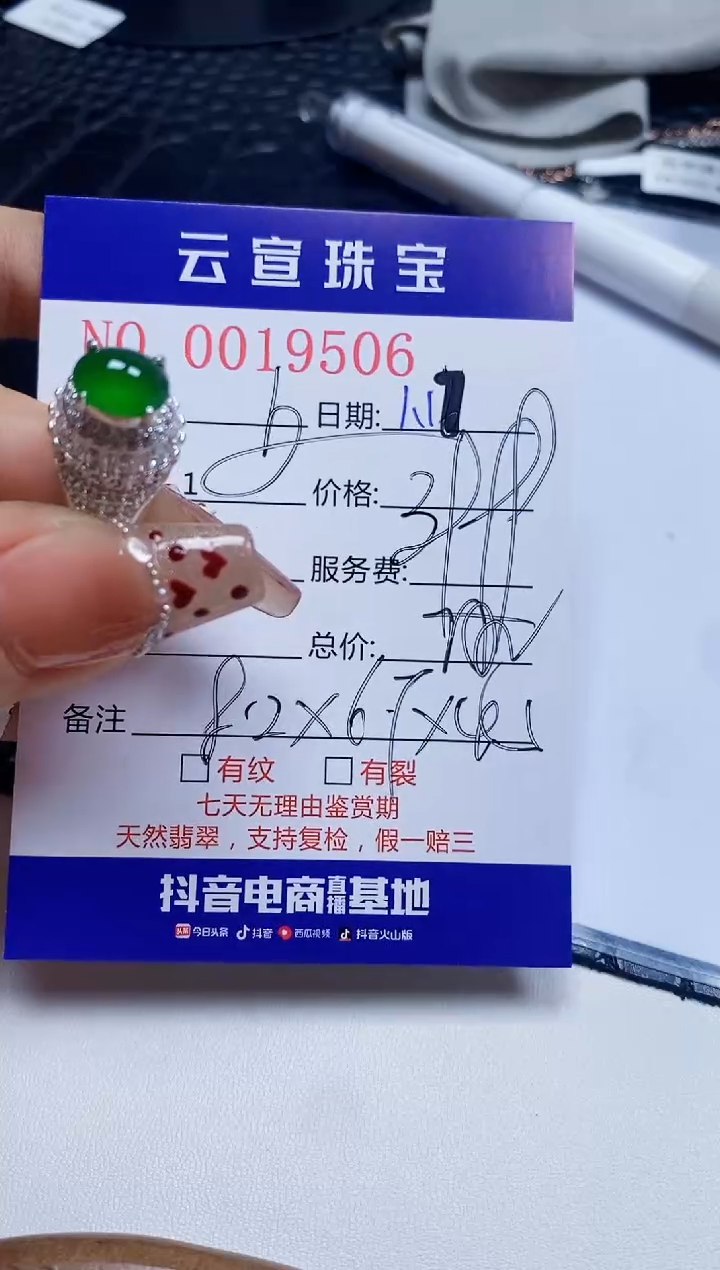 云宣珠宝
NO 0019506
日期:
1
价格:
服务费:
总价:
备注
□有纹 □有裂
七天无理由鉴赏期
天然翡翠，支持复检，假一赔三
抖音电商直播基地
头条 今日头条 抖音 西瓜视频 抖音火山版